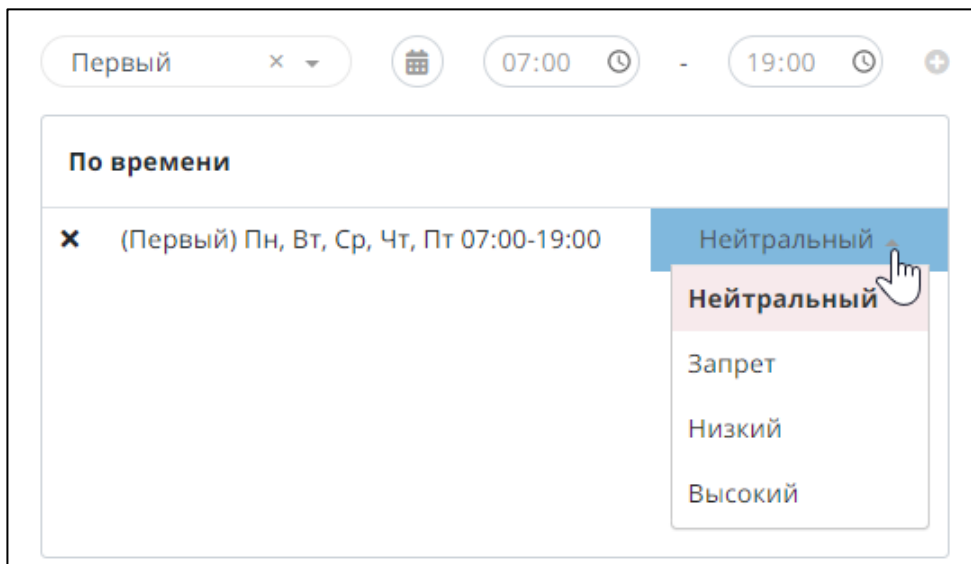 Первый 07:00 - 19:00
По времени
(Первый) Пн, Вт, Ср, Чт, Пт 07:00-19:00 Нейтральный
Нейтральный
Запрет
Низкий
Высокий